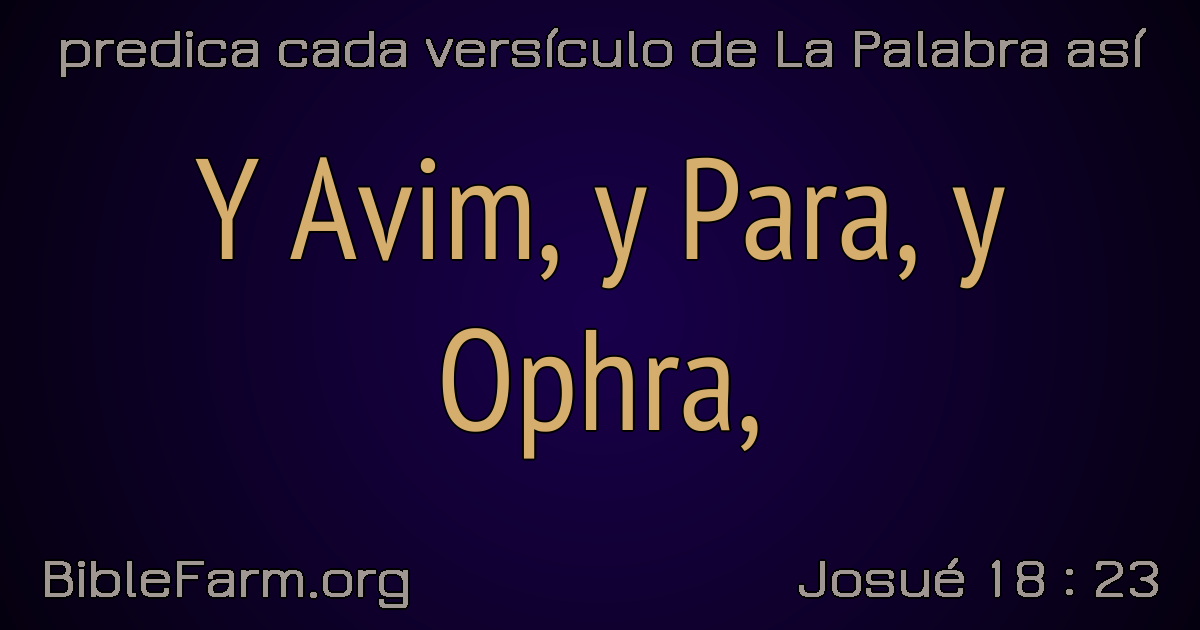 predica cada versículo de La Palabra así
Y Avim, y Para, y
Ophra,
BibleFarm.org
Josué 18 : 23